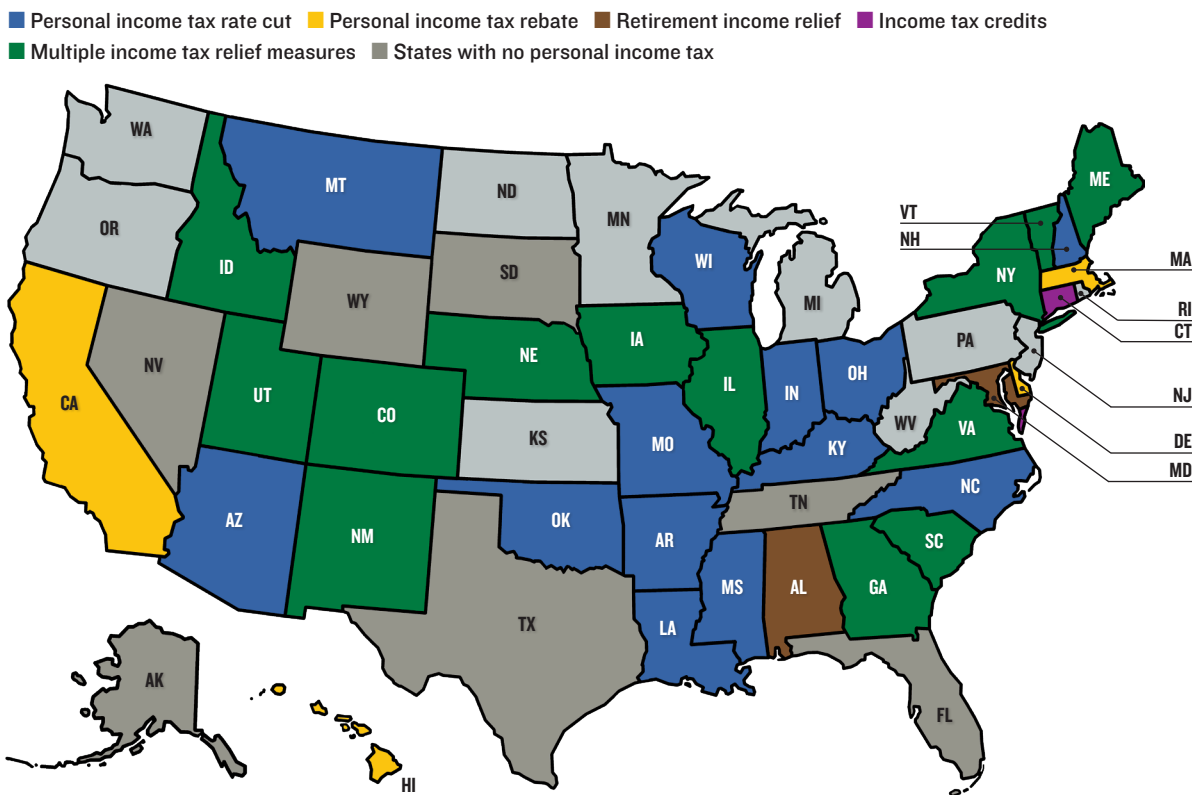 Personal income tax rate cut Personal income tax rebate Retirement income relief Income tax credits
Multiple income tax relief measures States with no personal income tax
WA
MT
ND
MN
ME
VT
OR
NH
ID
WI
MA
SD
NY
WY
MI
RI
CT
IA
PA
NE
NV
OH
IL
IN
NJ
UT
CA
CO
WV
VA
DE
KS
MO
KY
MD
NC
TN
AZ
OK
NM
AR
SC
MS
AL
GA
TX
LA
AK
FL
HI